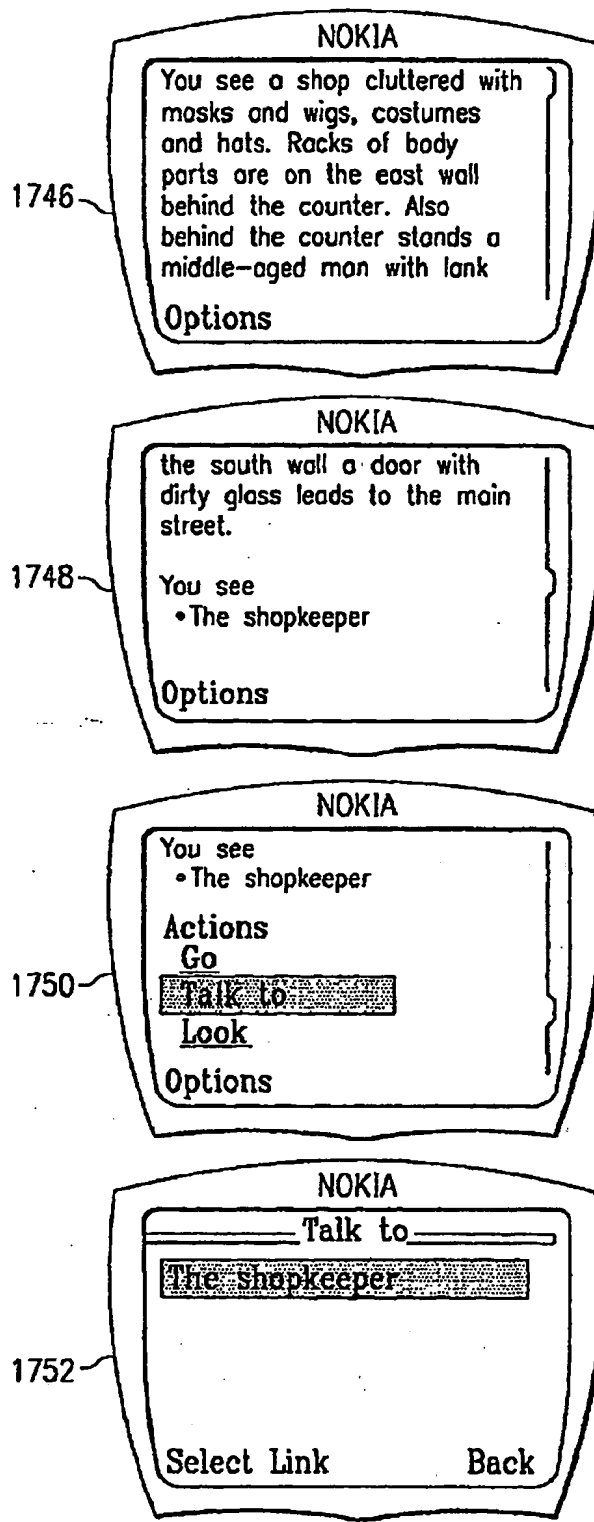 NOKIA
You see a shop cluttered with
masks and wigs, costumes
and hats. Racks of body
parts are on the east wall
behind the counter. Also
behind the counter stands a
middle-aged man with lank
Options
1746
NOKIA
the south wall a door with
dirty glass leads to the main
street.
You see
•The shopkeeper
Options
1748
NOKIA
You see
•The shopkeeper
Actions
Go
Talk to
Look
Options
1750
NOKIA
Talk to
The shopkeeper
Select Link Back
1752